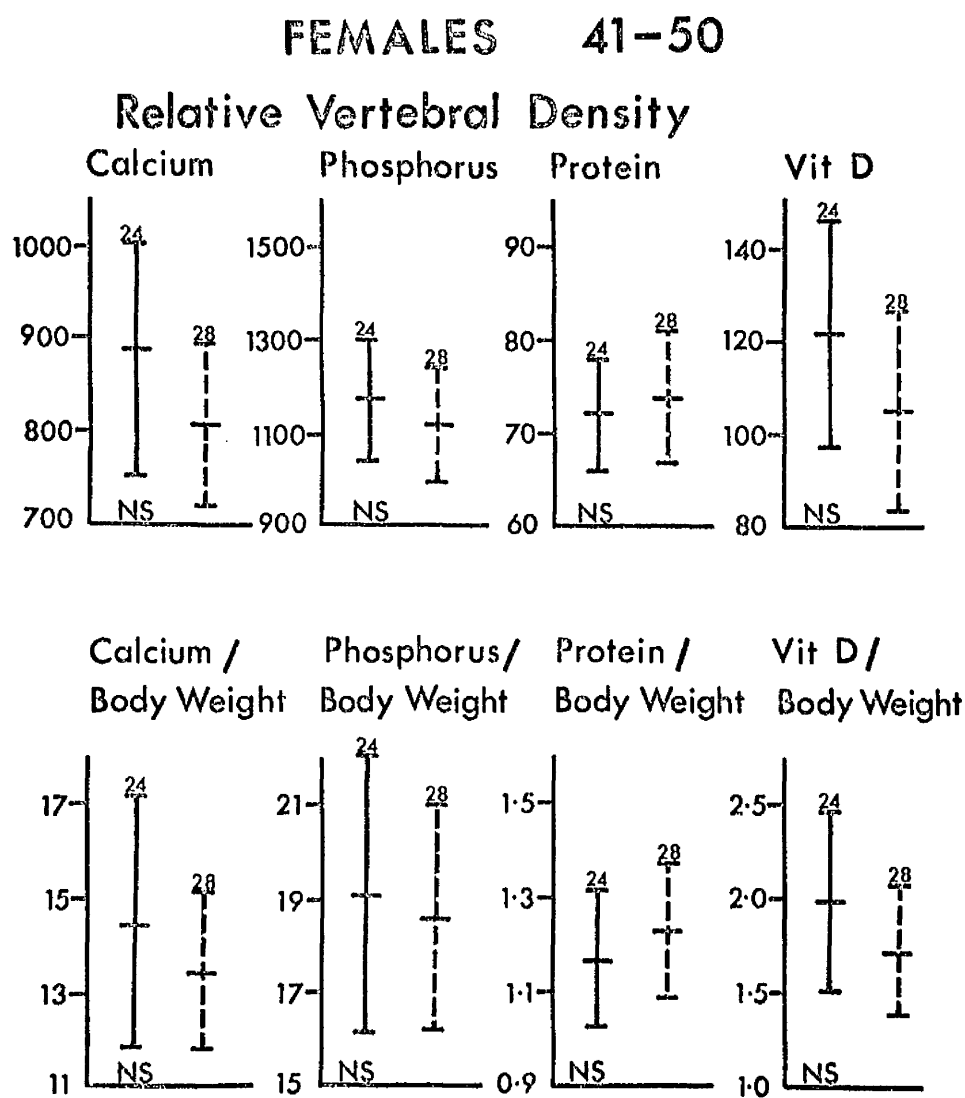 FEMALES 41-50
Relative Vertebral Density
Calcium Phosphorus Protein Vit D
24 24 24 24
28 28 28 28
1000 1500 90 140
900 1300 80 120
800 1100 70 100
700 900 60 80
NS NS NS NS
Calcium / Phosphorus/ Protein / Vit D/
Body Weight Body Weight Body Weight Body Weight
24 24 24 24
28 28 28 28
17 21 1·5 2·5
15 19 1·3 2·0
13 17 1·1 1·5
11 15 0·9 1·0
NS NS NS NS